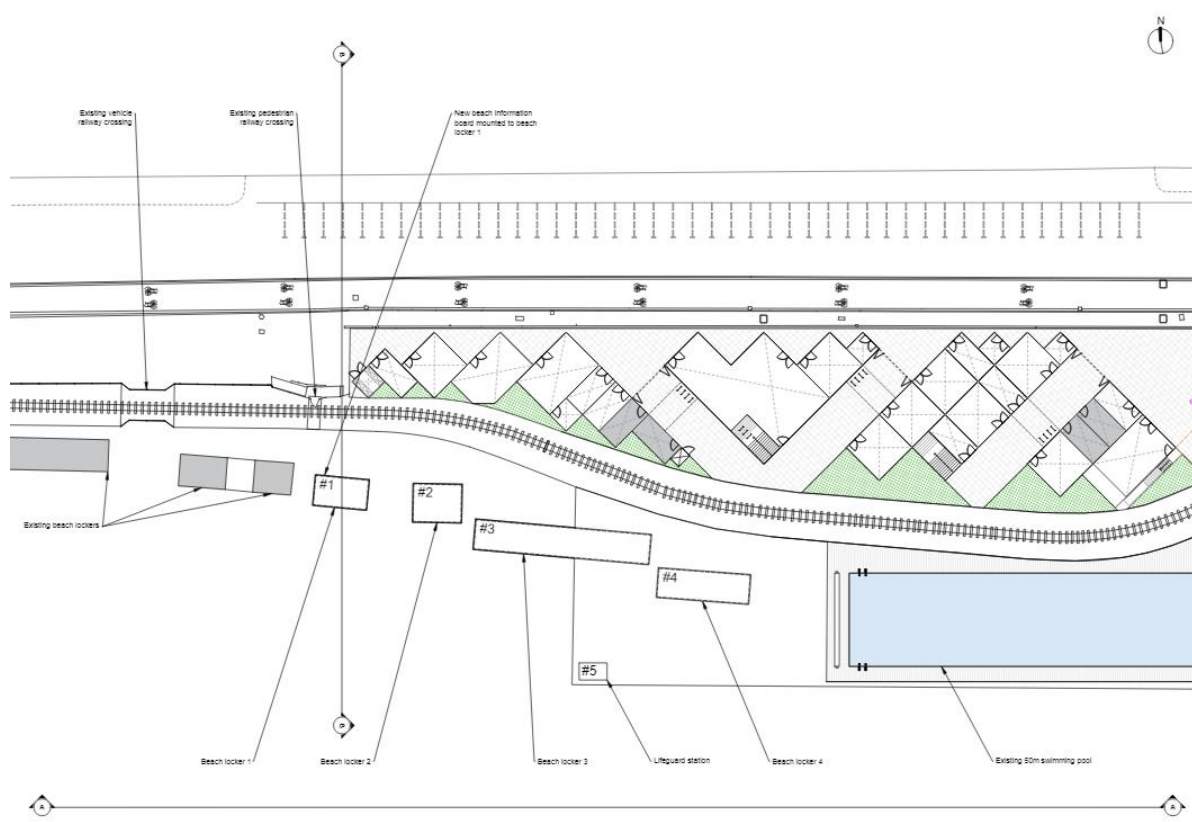 N
B
Existing vehicle
railway crossing
Existing pedestrian
railway crossing
New beach information
board mounted to beach
locker 1
#1
#2
#3
#4
#5
Existing beach lockers
B
Beach locker 1
Beach locker 2
Beach locker 3
Lifeguard station
Beach locker 4
Existing 50m swimming pool
A
A